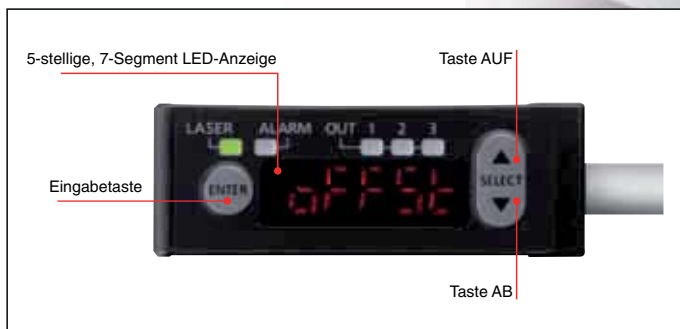 5-stellige, 7-Segment LED-Anzeige
Taste AUF
LASER ALARM OUT 1 2 3
ENTER
oFFSt
SELECT
Eingabetaste
Taste AB